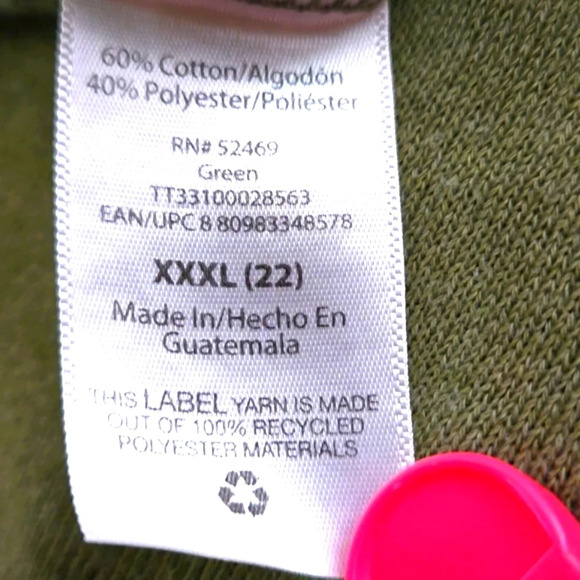 60% Cotton/Algodón
40% Polyester/Poliéster
RN# 52469
Green
TT33100028563
EAN/UPC 8 80983348578
XXXL (22)
Made In/Hecho En
Guatemala
THIS LABEL YARN IS MADE
OUT OF 100% RECYCLED
POLYESTER MATERIALS